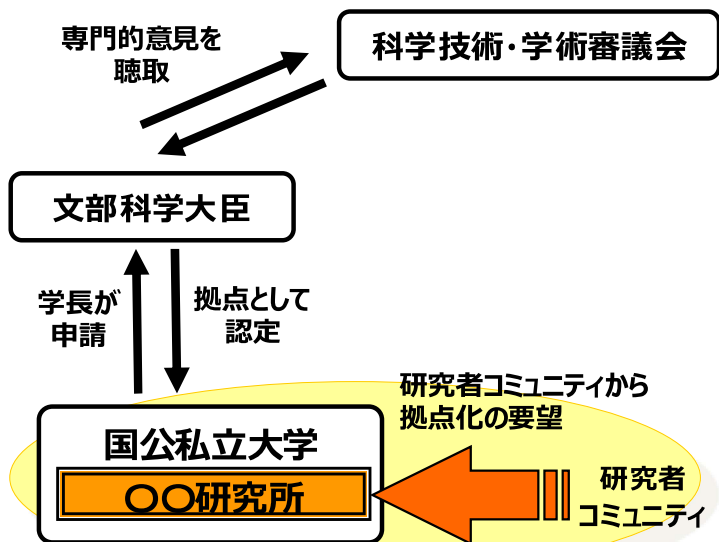 専門的意見を
聴取
科学技術・学術審議会
文部科学大臣
学長が
申請
拠点として
認定
研究者コミュニティから
拠点化の要望
国公私立大学
〇〇研究所
研究者
コミュニティ